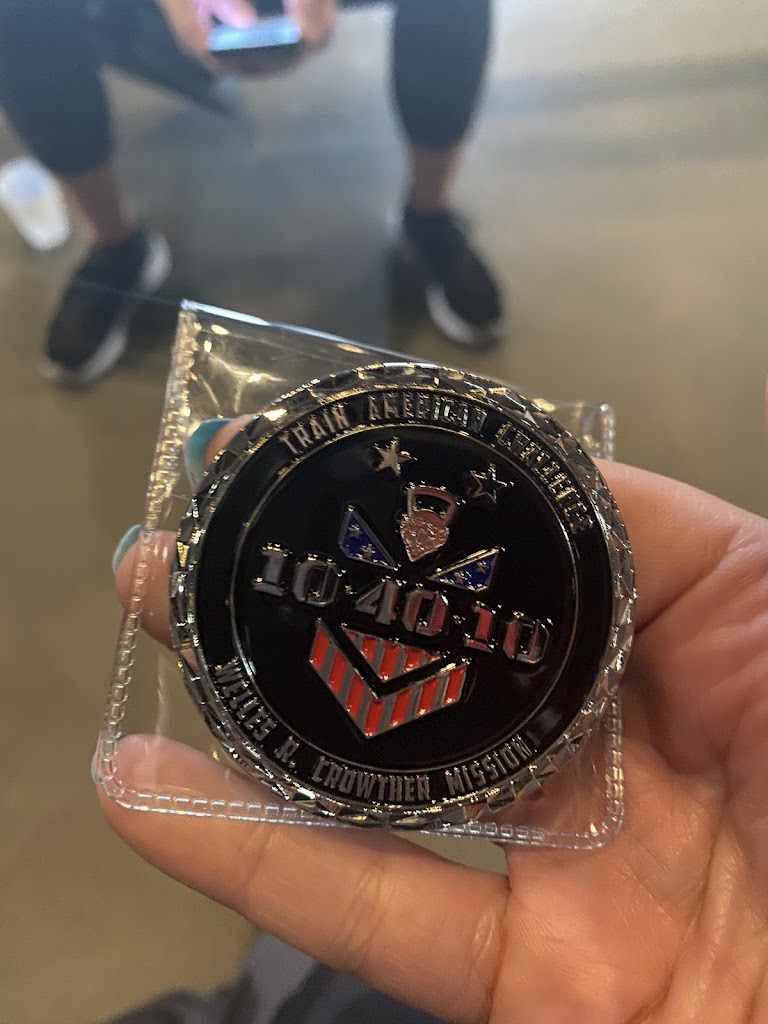 TRAIN AMERICAN
10·40·10
WELLES R. CROWTHER MISSION